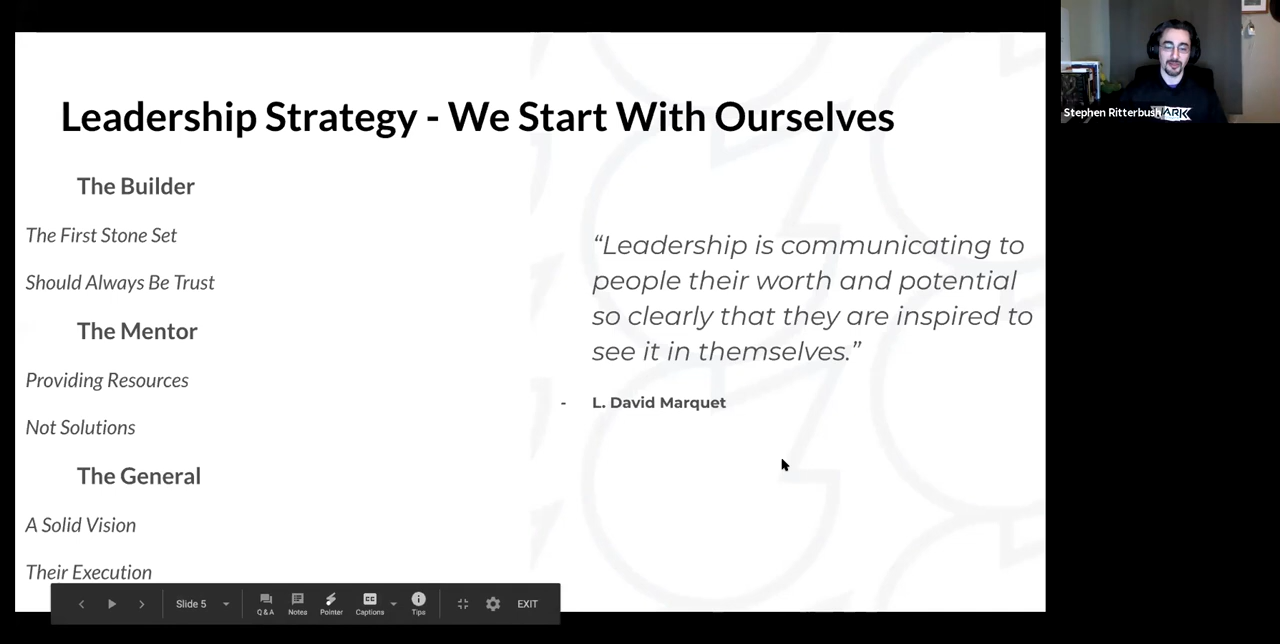 Leadership Strategy - We Start With Ourselves
The Builder
The First Stone Set
Should Always Be Trust
The Mentor
Providing Resources
Not Solutions
The General
A Solid Vision
Their Execution
“Leadership is communicating to
people their worth and potential
so clearly that they are inspired to
see it in themselves.”
- L. David Marquet
Slide 5
Q & A
Notes
Pointer
CC
Captions
Tips
EXIT
Stephen Ritterbush
ARK